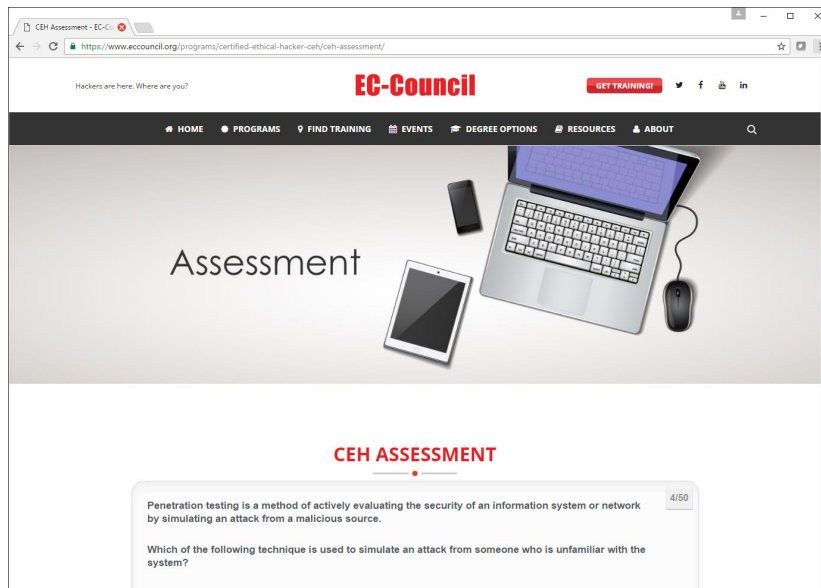 CEH Assessment - EC-Co
https://www.eccouncil.org/programs/certified-ethical-hacker-ceh/ceh-assessment/
Hackers are here. Where are you?
EC-Council
GET TRAINING!
HOME PROGRAMS FIND TRAINING EVENTS DEGREE OPTIONS RESOURCES ABOUT
Assessment
CEH ASSESSMENT
4/50
Penetration testing is a method of actively evaluating the security of an information system or network
by simulating an attack from a malicious source.
Which of the following technique is used to simulate an attack from someone who is unfamiliar with the
system?